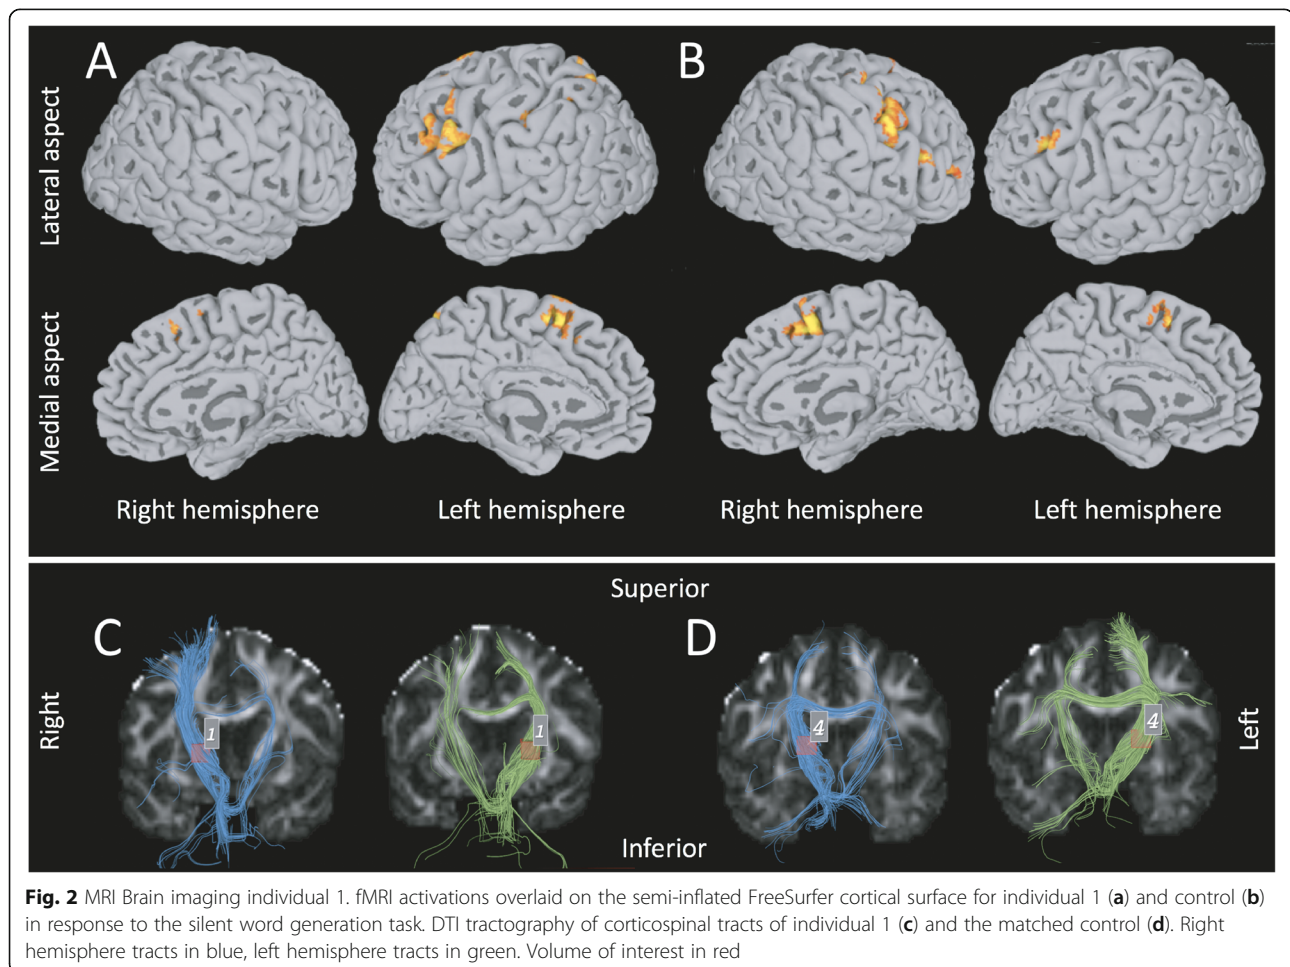 A
B
Lateral aspect
Medial aspect
Right hemisphere
Left hemisphere
Right hemisphere
Left hemisphere
Superior
C
D
Right
1
1
4
4
Left
Inferior
Fig. 2 MRI Brain imaging individual 1. fMRI activations overlaid on the semi-inflated FreeSurfer cortical surface for individual 1 (a) and control (b)
in response to the silent word generation task. DTI tractography of corticospinal tracts of individual 1 (c) and the matched control (d). Right
hemisphere tracts in blue, left hemisphere tracts in green. Volume of interest in red